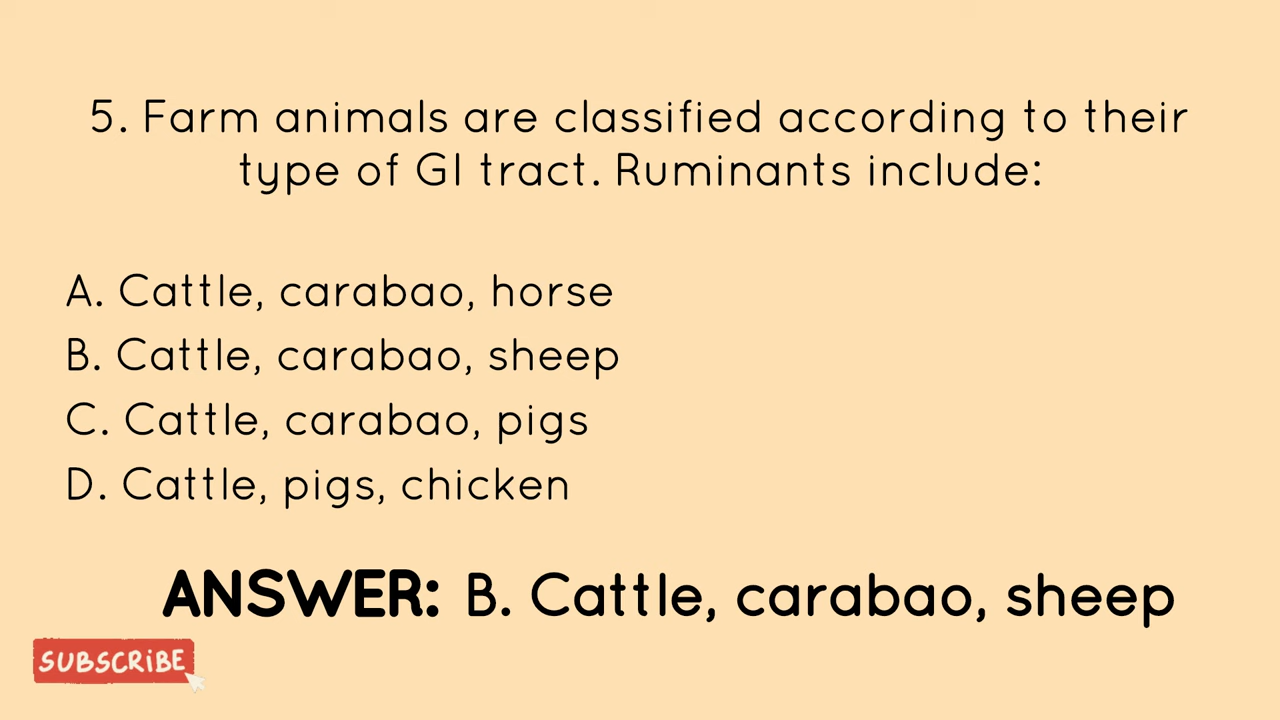 5. Farm animals are classified according to their
type of GI tract. Ruminants include:
A. Cattle, carabao, horse
B. Cattle, carabao, sheep
C. Cattle, carabao, pigs
D. Cattle, pigs, chicken
ANSWER: B. Cattle, carabao, sheep
SUBSCRiBE